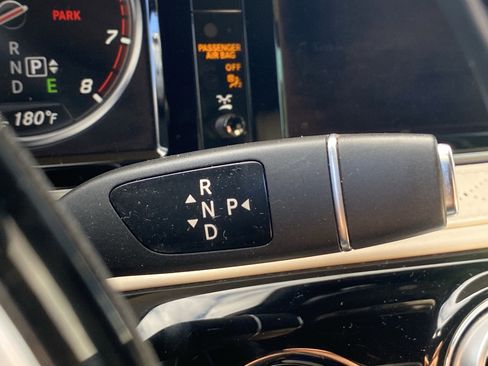 PARK
R
N P
D E
7
8
180°F
PASSENGER
AIR BAG
OFF
R
N P
D